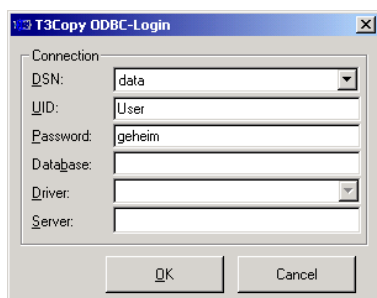 T3Copy ODBC-Login
Connection
DSN: data
UID: User
Password: geheim
Database:
Driver:
Server:
OK Cancel